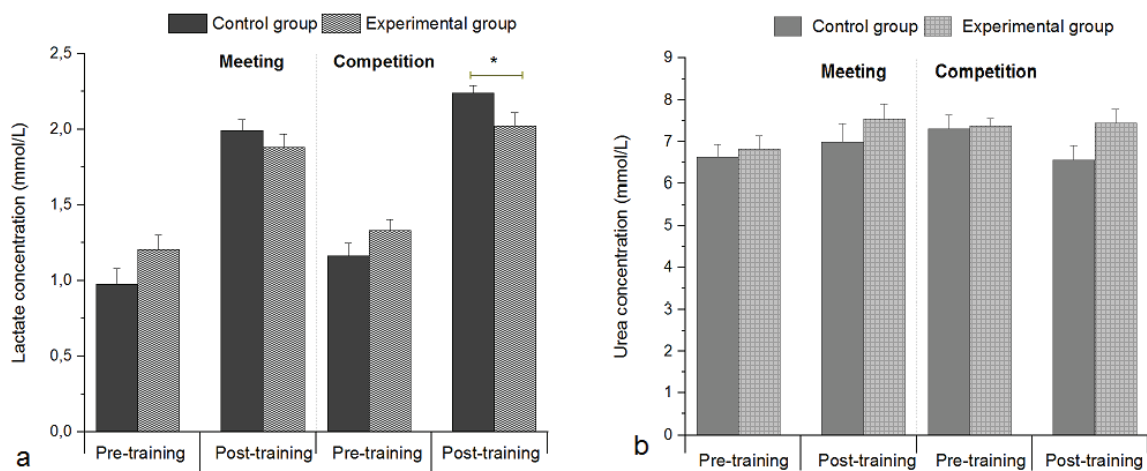 Control group Experimental group
Meeting Competition
*
Lactate concentration (mmol/L)
2,5
2,0
1,5
1,0
0,5
0,0
Pre-training Post-training Pre-training Post-training
a
Control group Experimental group
Meeting Competition
Urea concentration (mmol/L)
9
8
7
6
5
4
3
2
1
0
Pre-training Post-training Pre-training Post-training
b